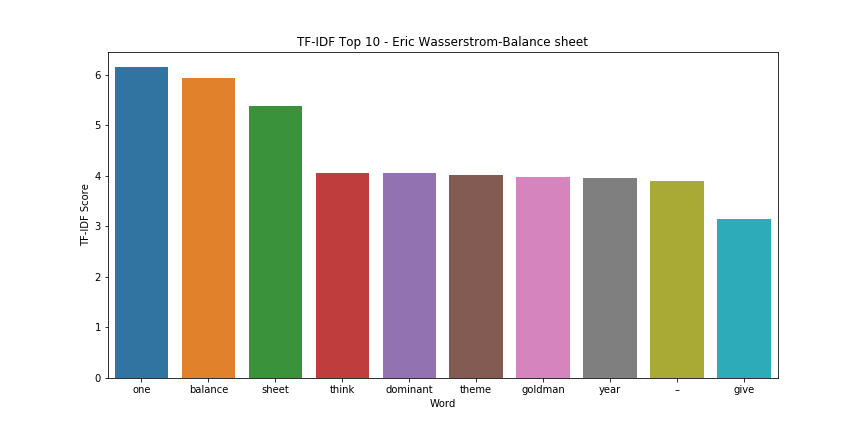 TF-IDF Top 10 - Eric Wasserstrom-Balance sheet
TF-IDF Score
6
5
4
3
2
1
0
one balance sheet think dominant theme goldman year – give
Word